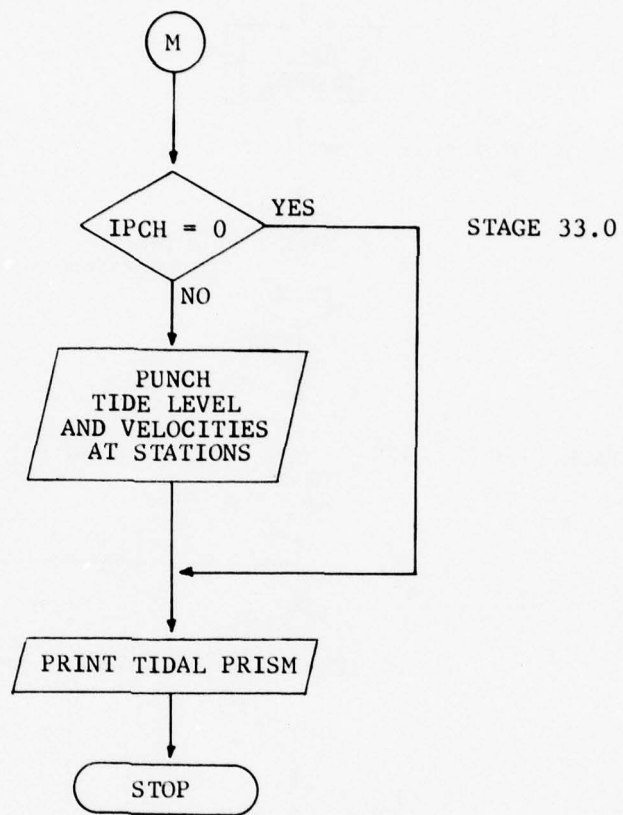 M
IPCH = 0
YES
STAGE 33.0
NO
PUNCH
TIDE LEVEL
AND VELOCITIES
AT STATIONS
PRINT TIDAL PRISM
STOP